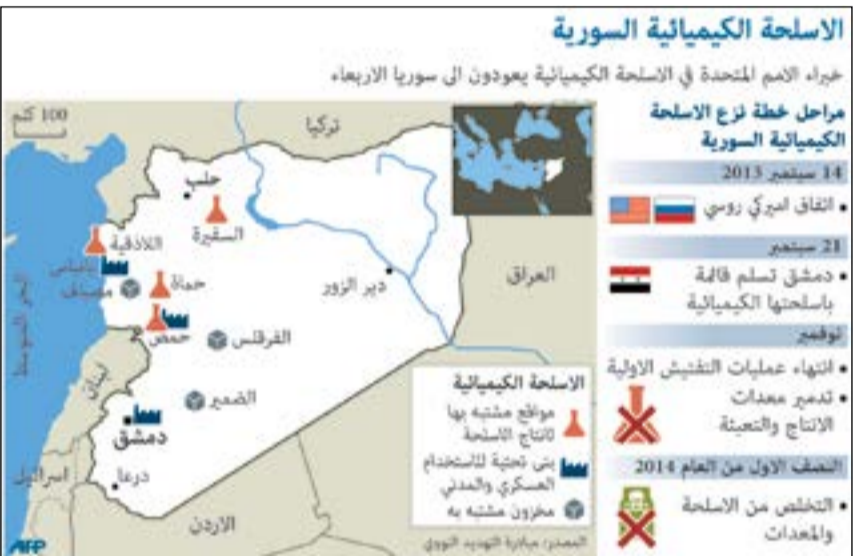 الاسلحة الكيميائية السورية
خبراء الامم المتحدة في الاسلحة الكيميائية يعودون الى سوريا الاربعاء
مراحل خطة نزع الاسلحة
الكيميائية السورية
14 سبتمبر 2013
اتفاق اميركي روسي
21 سبتمبر
دمشق تسلم قائمة
باسلحتها الكيميائية
نوفمبر
انتهاء عمليات التفتيش الاولية
تدمير معدات
الانتاج والتعبئة
النصف الاول من العام 2014
التخلص من الاسلحة
والمعدات
100 كلم
تركيا
حلب
السفيرة
اللاذقية
بانياس
مصياف
حماة
حمص
دير الزور
العراق
الفرقلس
الضمير
البحر المتوسط
لبنان
دمشق
اسرائيل
درعا
الاردن
الاسلحة الكيميائية
مواقع مشتبه بها
لانتاج الاسلحة
بنى تحتية للاستخدام
العسكري والمدني
مخزون مشتبه به
المصدر: مبادرة التهديد النووي
AFP